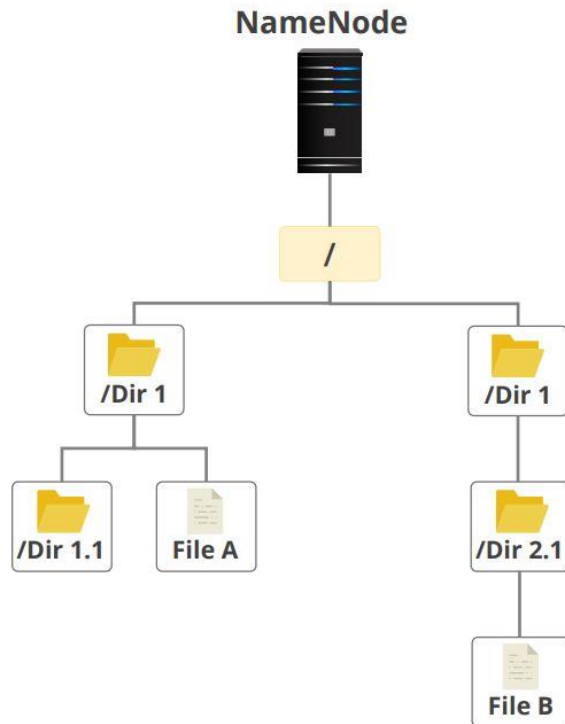 NameNode
/
/Dir 1
/Dir 1
/Dir 1.1
File A
/Dir 2.1
File B